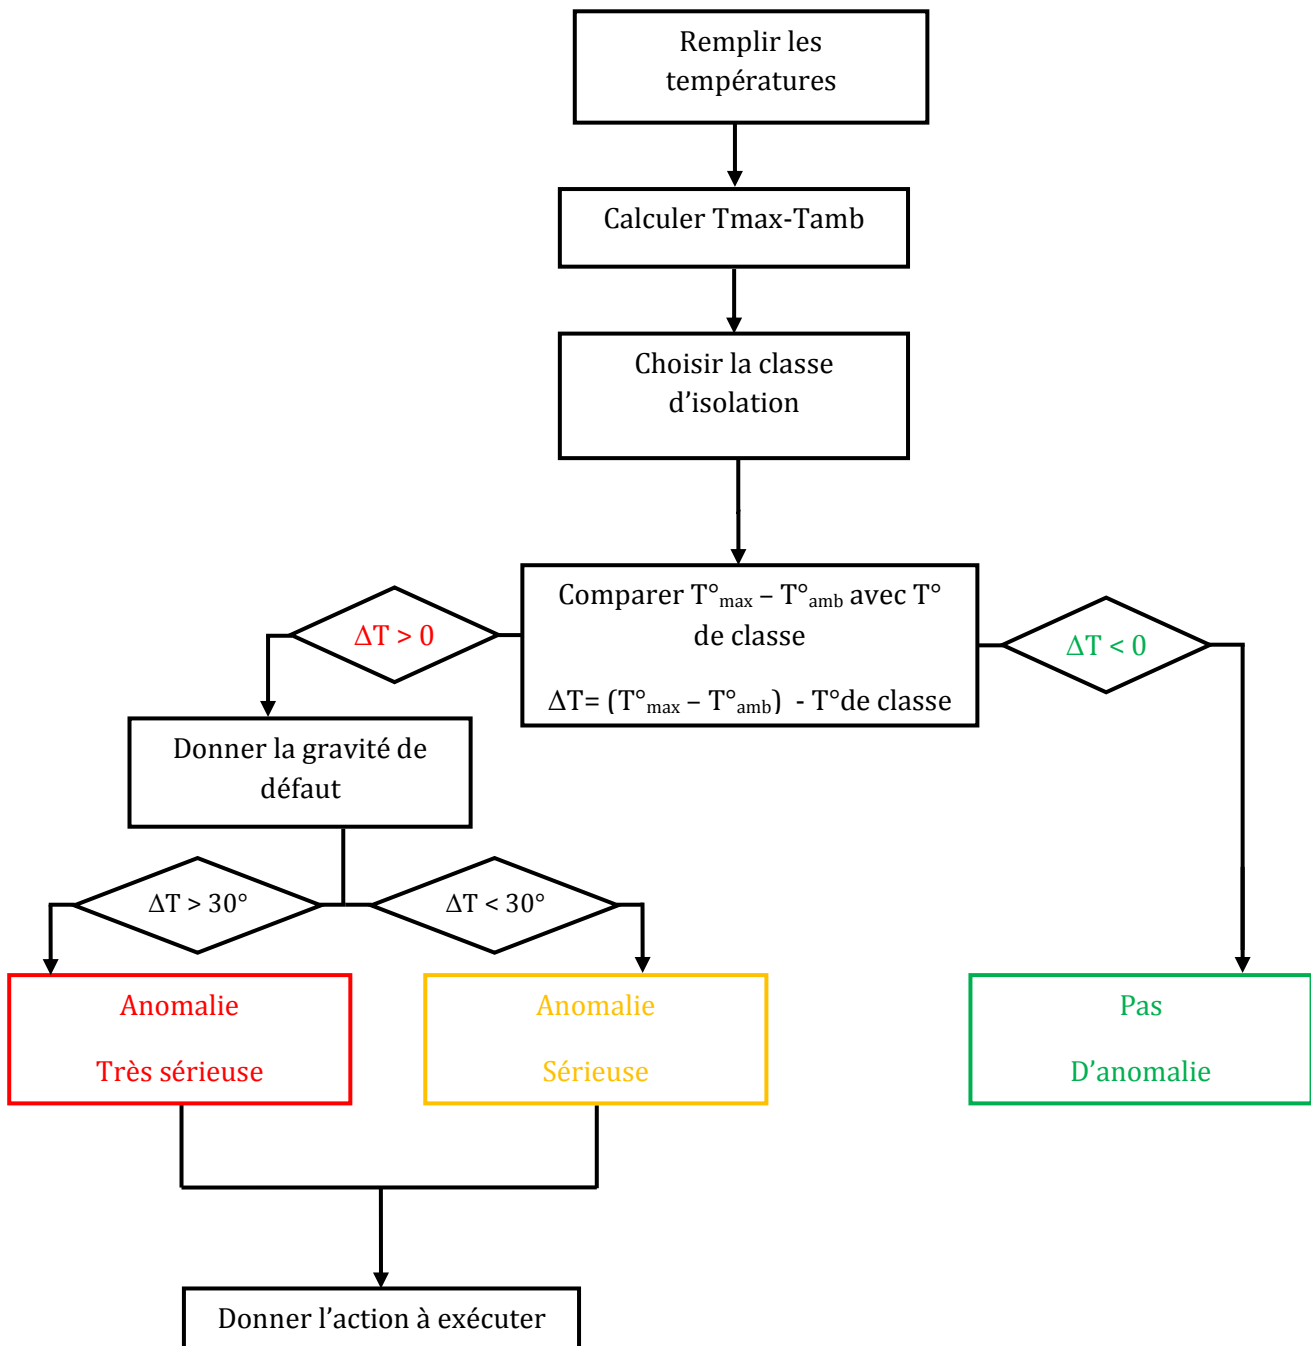 Remplir les
températures
Calculer Tmax-Tamb
Choisir la classe
d’isolation
Comparer T°max – T°amb avec T°
de classe
ΔT= (T°max – T°amb) - T°de classe
ΔT > 0
ΔT < 0
Donner la gravité de
défaut
ΔT > 30°
ΔT < 30°
Anomalie
Très sérieuse
Anomalie
Sérieuse
Pas
D’anomalie
Donner l’action à exécuter